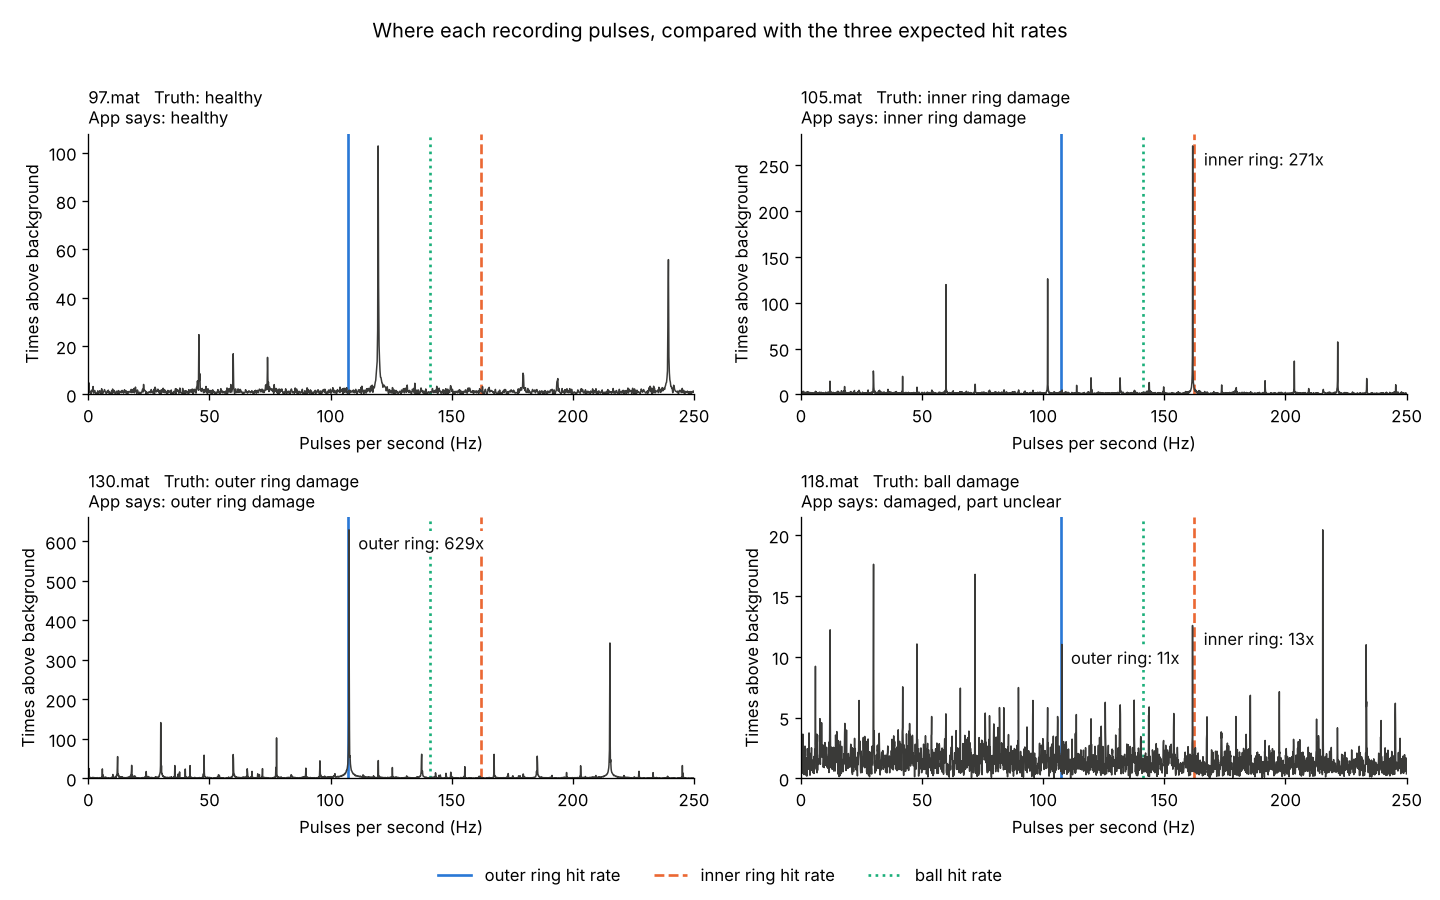 Where each recording pulses, compared with the three expected hit rates
97.mat   Truth: healthy
App says: healthy
Times above background
100
80
60
40
20
0
0 50 100 150 200 250
Pulses per second (Hz)
105.mat   Truth: inner ring damage
App says: inner ring damage
Times above background
250
200
150
100
50
0
inner ring: 271x
0 50 100 150 200 250
Pulses per second (Hz)
130.mat   Truth: outer ring damage
App says: outer ring damage
Times above background
600
500
400
300
200
100
0
outer ring: 629x
0 50 100 150 200 250
Pulses per second (Hz)
118.mat   Truth: ball damage
App says: damaged, part unclear
Times above background
20
15
10
5
0
inner ring: 13x
outer ring: 11x
0 50 100 150 200 250
Pulses per second (Hz)
outer ring hit rate inner ring hit rate ball hit rate